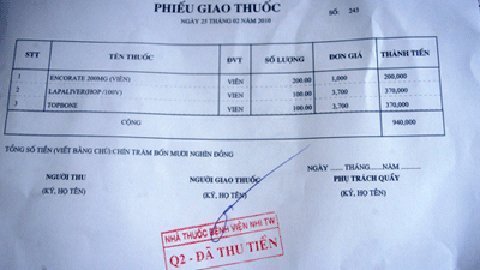 PHIẾU GIAO THUỐC
SỐ: 245
NGÀY 25 THÁNG 02 NĂM 2010
STT TÊN THUỐC ĐVT SỐ LƯỢNG ĐƠN GIÁ THÀNH TIỀN
1 ENCORATE 200MG (VIÊN) VIÊN 200.00 1,000 200,000
2 LAPALIVER(HOP /100V) VIÊN 100.00 3,700 370,000
3 TOPBONE VIÊN 100.00 3,700 370,000
CỘNG 940,000
TỔNG SỐ TIỀN (VIẾT BẰNG CHỮ) CHÍN TRĂM BỐN MƯƠI NGHÌN ĐỒNG
NGÀY ...... THÁNG...... NĂM
NGƯỜI THU NGƯỜI GIAO THUỐC PHỤ TRÁCH QUẦY
(KÝ, HỌ TÊN) (KÝ, HỌ TÊN) (KÝ, HỌ TÊN)
NHÀ THUỐC BỆNH VIỆN NHI TW
Q2 - ĐÃ THU TIỀN